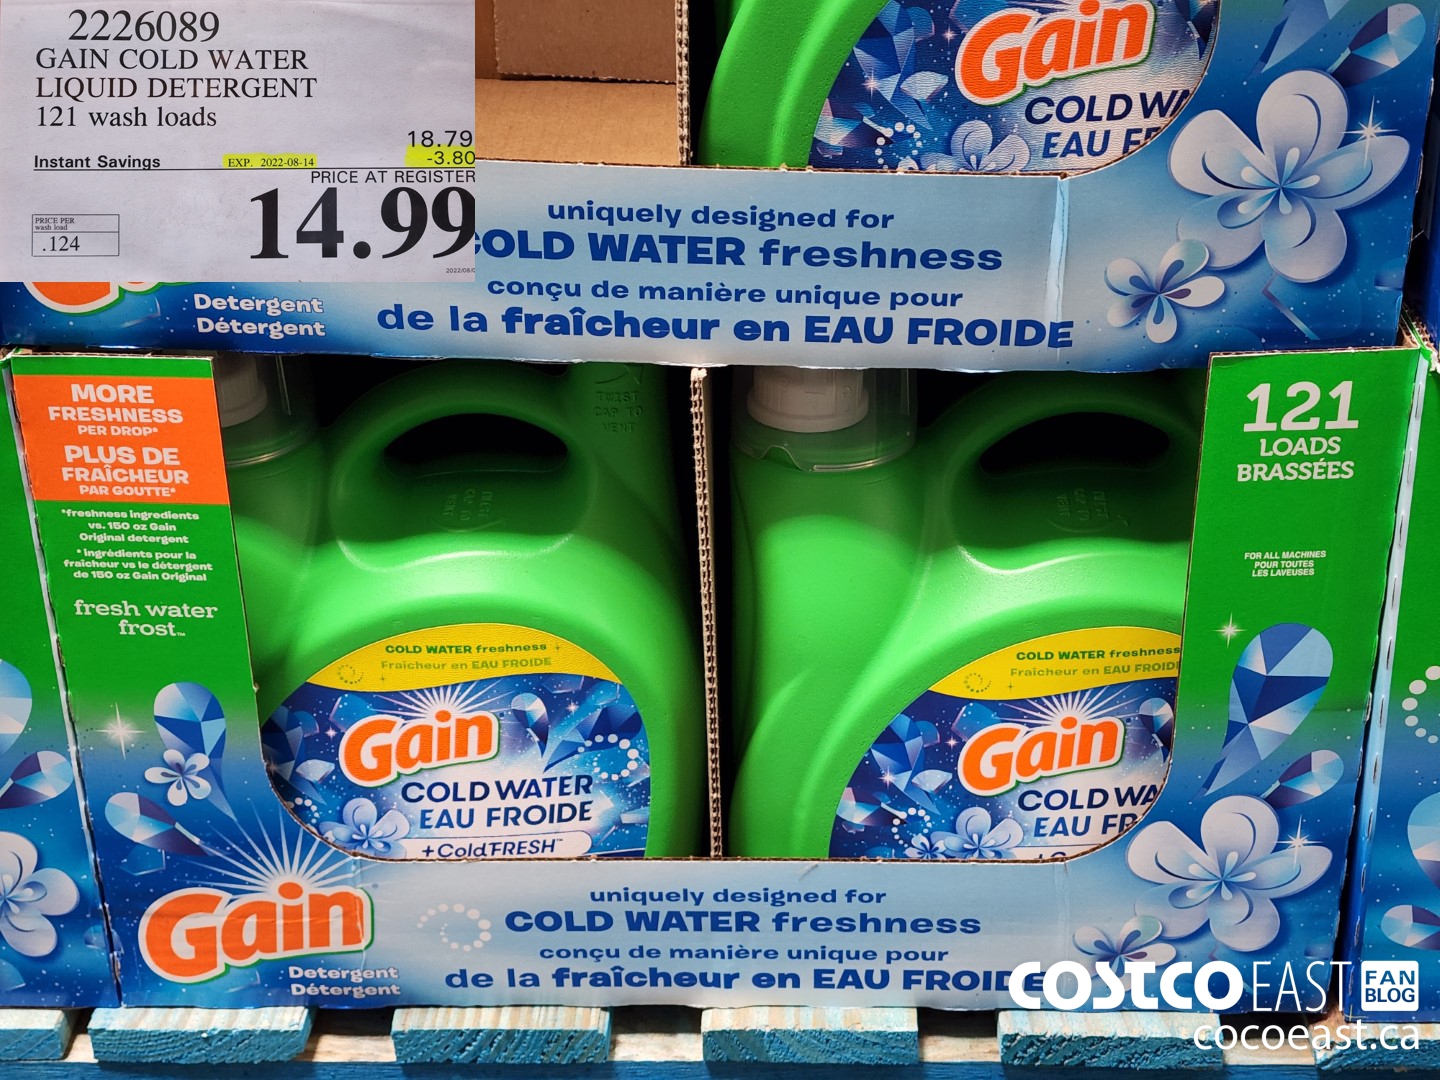 2226089
GAIN COLD WATER
LIQUID DETERGENT
121 wash loads
18.79
Instant Savings
EXP. 2022-08-14
-3.80
PRICE AT REGISTER
14.99
PRICE PER
wash load
.124
Gain
COLD
EAU
uniquely designed for
COLD WATER freshness
conçu de manière unique pour
de la fraîcheur en EAU FROIDE
Detergent
Détergent
MORE
FRESHNESS
PER DROP*
PLUS DE
FRAÎCHEUR
PAR GOUTTE*
*freshness ingredients
vs. 150 oz Gain
Original detergent
* ingrédients pour la
fraîcheur vs le détergent
de 150 oz Gain Original
fresh water
frost™
TWIST
CAP TO
VENT
121
LOADS
BRASSÉES
FOR ALL MACHINES
POUR TOUTES
LES LAVEUSES
COLD WATER freshness
Fraîcheur en EAU FROIDE
Gain
COLD WATER
EAU FROIDE
+ColdFRESH™
COLD WATER freshness
Fraîcheur en EAU FROID
Gain
COLD WA
EAU FR
Gain
Detergent
Détergent
uniquely designed for
COLD WATER freshness
conçu de manière unique pour
de la fraîcheur en EAU FROIDE
COSTCO EAST FAN BLOG
cocoeast.ca